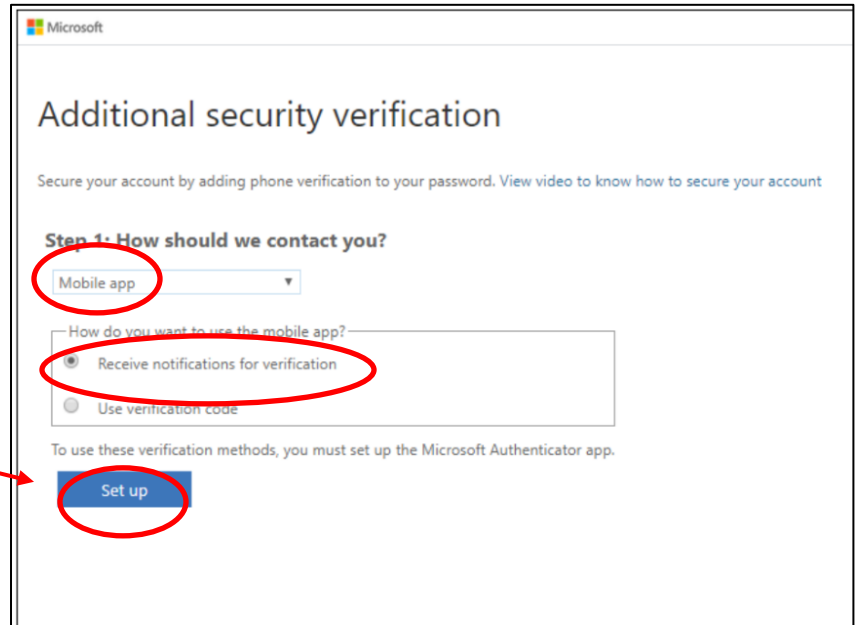 Microsoft
Additional security verification
Secure your account by adding phone verification to your password. View video to know how to secure your account
Step 1: How should we contact you?
Mobile app
How do you want to use the mobile app?
Receive notifications for verification
Use verification code
To use these verification methods, you must set up the Microsoft Authenticator app.
Set up